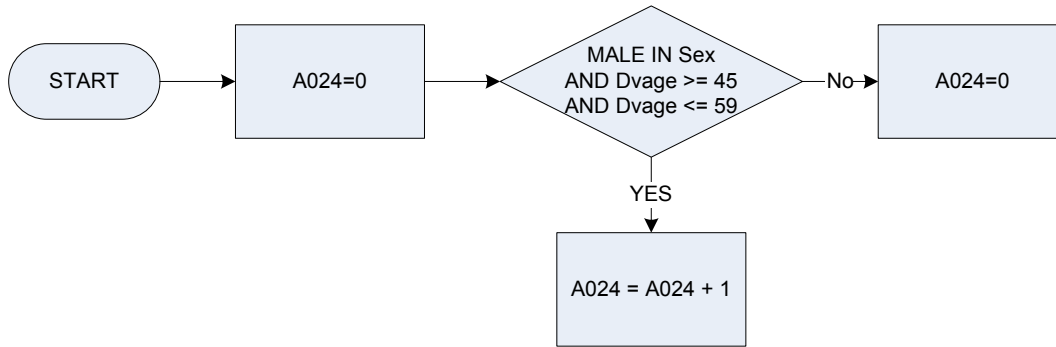 START
A024=0
MALE IN Sex
AND Dvage >= 45
AND Dvage <= 59
No
A024=0
YES
A024 = A024 + 1